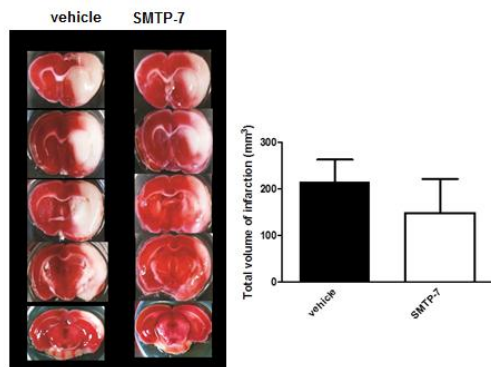 vehicle SMTP-7
Total volume of infarction (mm³)
300
200
100
0
vehicle
SMTP-7